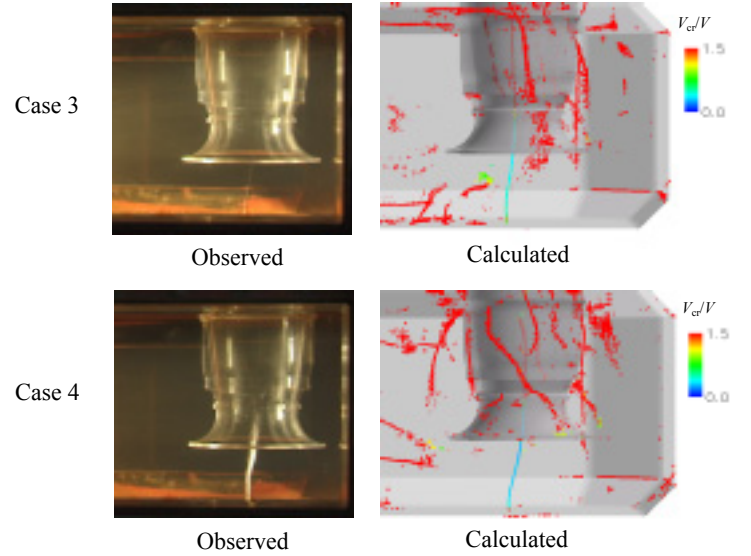 V_cr/V
1.5
0.0
Case 3
Observed
Calculated
V_cr/V
1.5
0.0
Case 4
Observed
Calculated